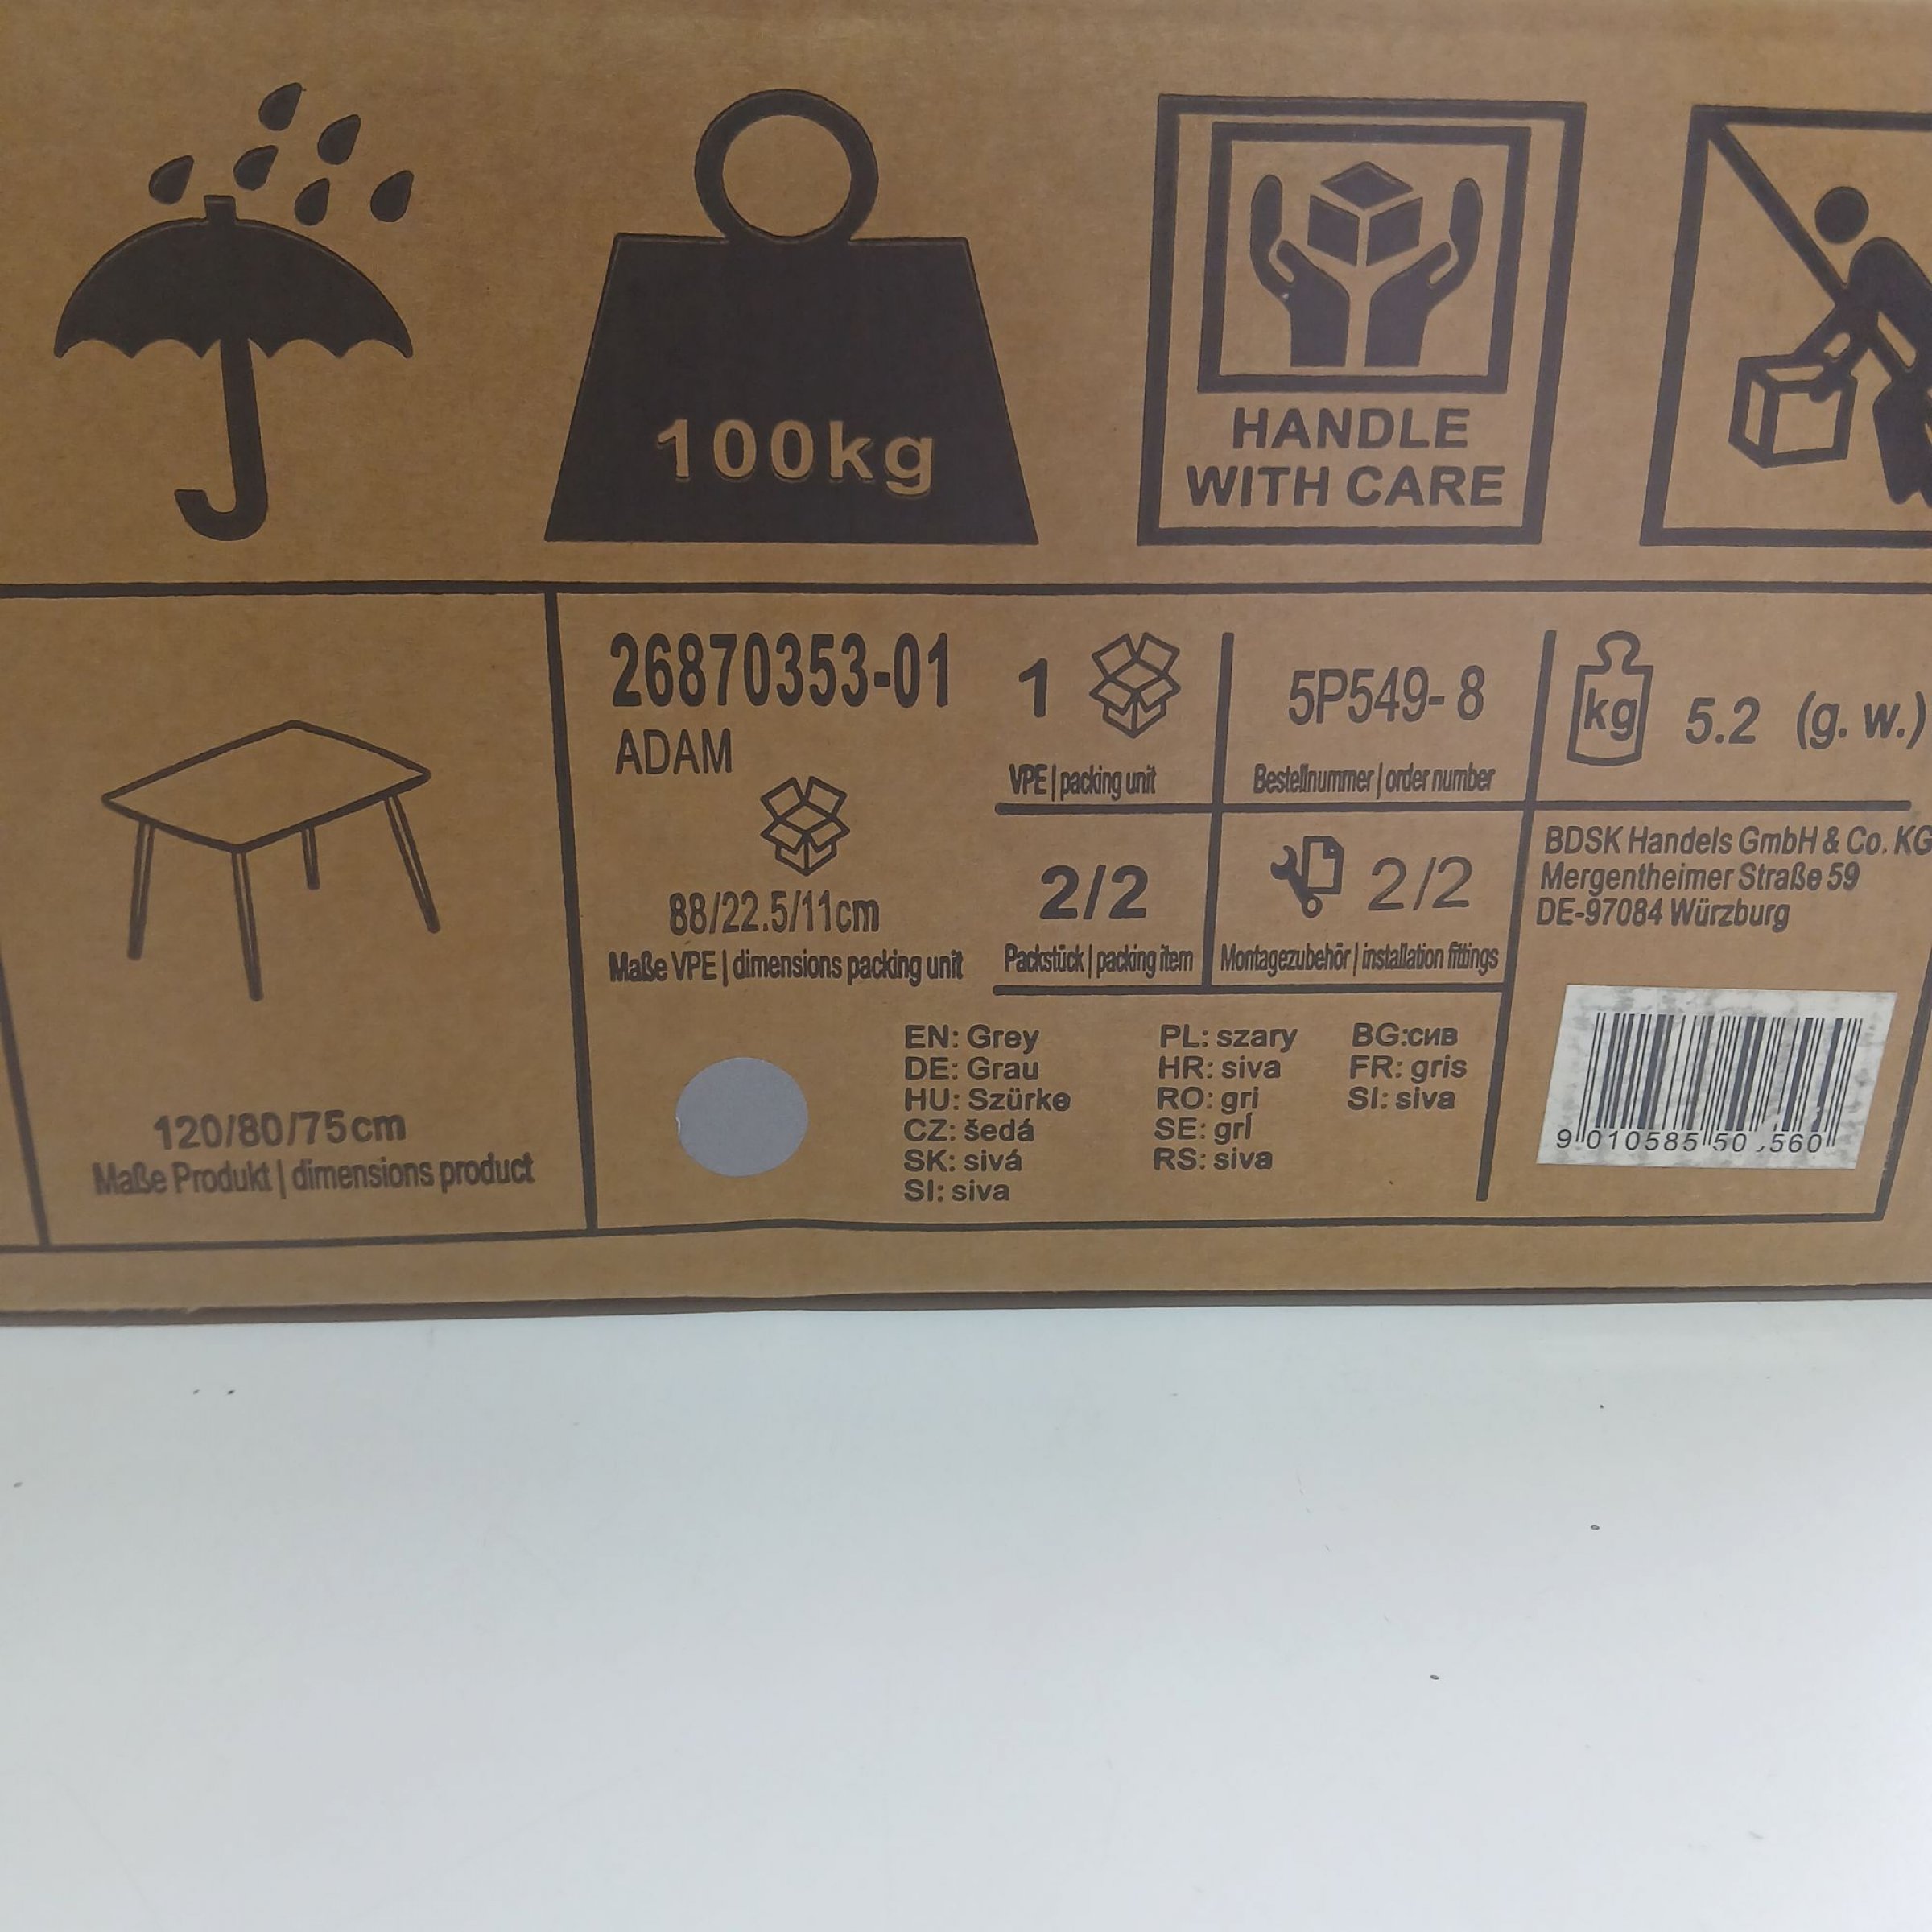 100kg
HANDLE
WITH CARE
26870353-01
ADAM
88/22.5/11cm
Maße VPE | dimensions packing unit
1
VPE | packing unit
5P549- 8
Bestellnummer | order number
kg 5.2 (g. w.)
2/2
Packstück | packing item
2/2
Montagezubehör | installation fittings
BDSK Handels GmbH & Co. KG
Mergentheimer Straße 59
DE-97084 Würzburg
120/80/75cm
Maße Produkt | dimensions product
EN: Grey
DE: Grau
HU: Szürke
CZ: šedá
SK: sivá
SI: siva
PL: szary
HR: siva
RO: gri
SE: grÍ
RS: siva
BG:сив
FR: gris
SI: siva
9 010585 50 560